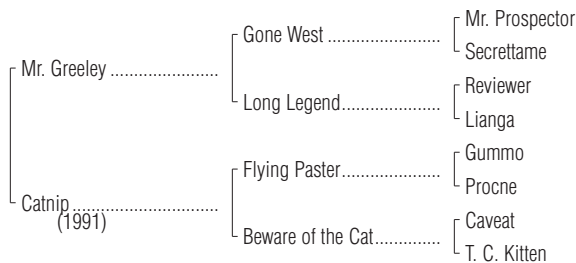 Mr. Prospector
Gone West ........................
Secrettame
Mr. Greeley .......................
Reviewer
Long Legend.....................
Lianga
Gummo
Flying Paster.....................
Procne
Catnip ...............................
(1991)
Caveat
Beware of the Cat..............
T. C. Kitten